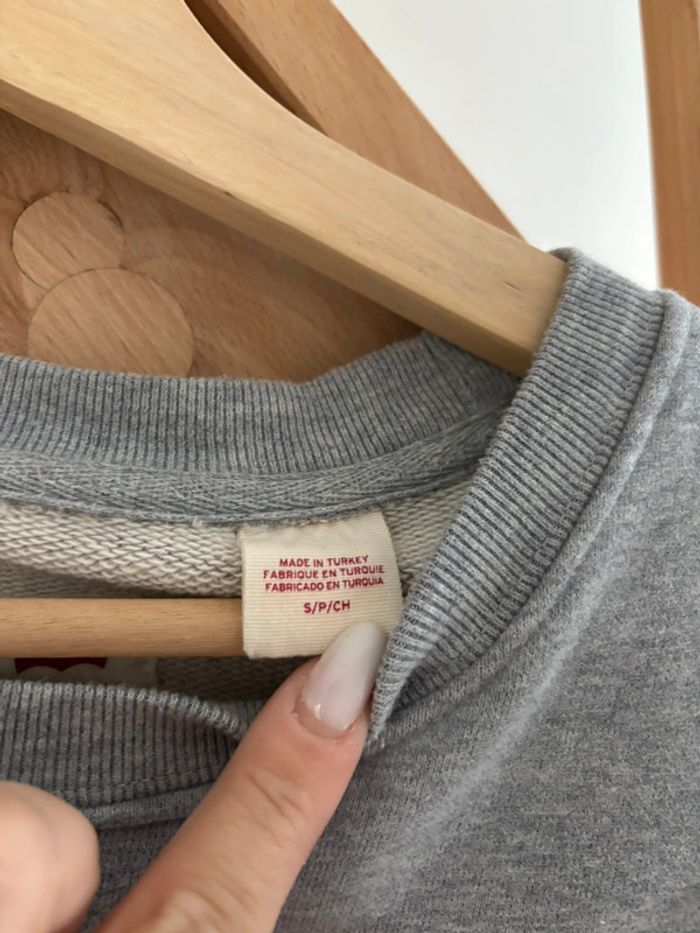 MADE IN TURKEY
FABRIQUE EN TURQUIE
FABRICADO EN TURQUIA
S/P/CH